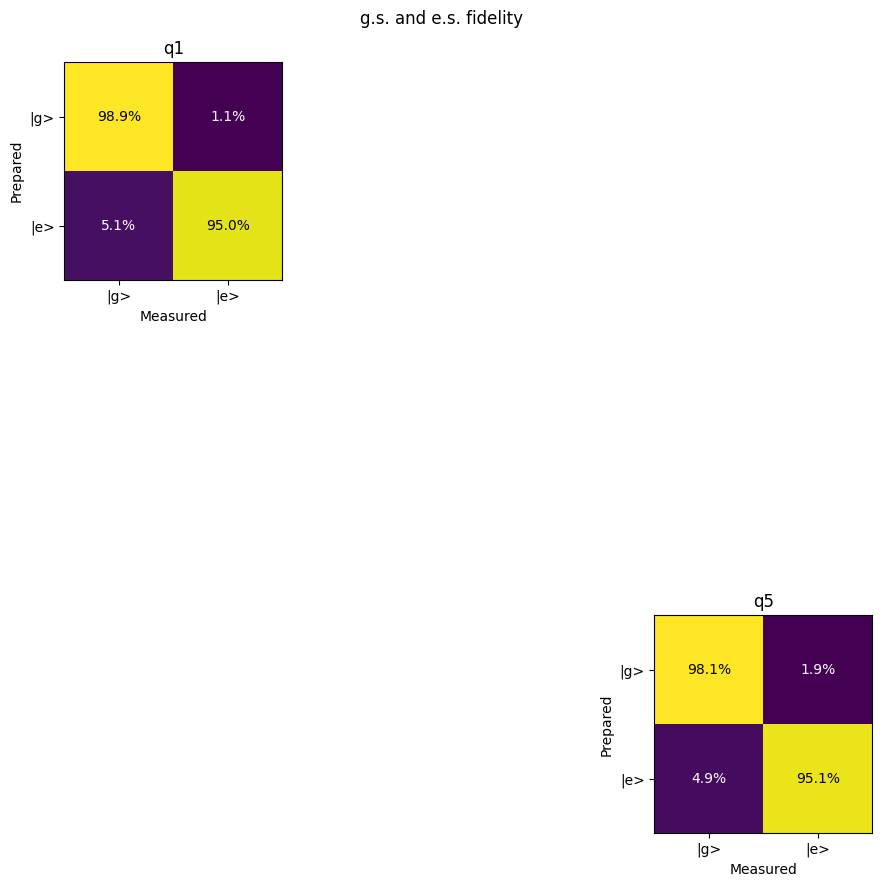 g.s. and e.s. fidelity
q1
|g>
98.9%
1.1%
Prepared
|e>
5.1%
95.0%
|g>
|e>
Measured
q5
|g>
98.1%
1.9%
Prepared
|e>
4.9%
95.1%
|g>
|e>
Measured